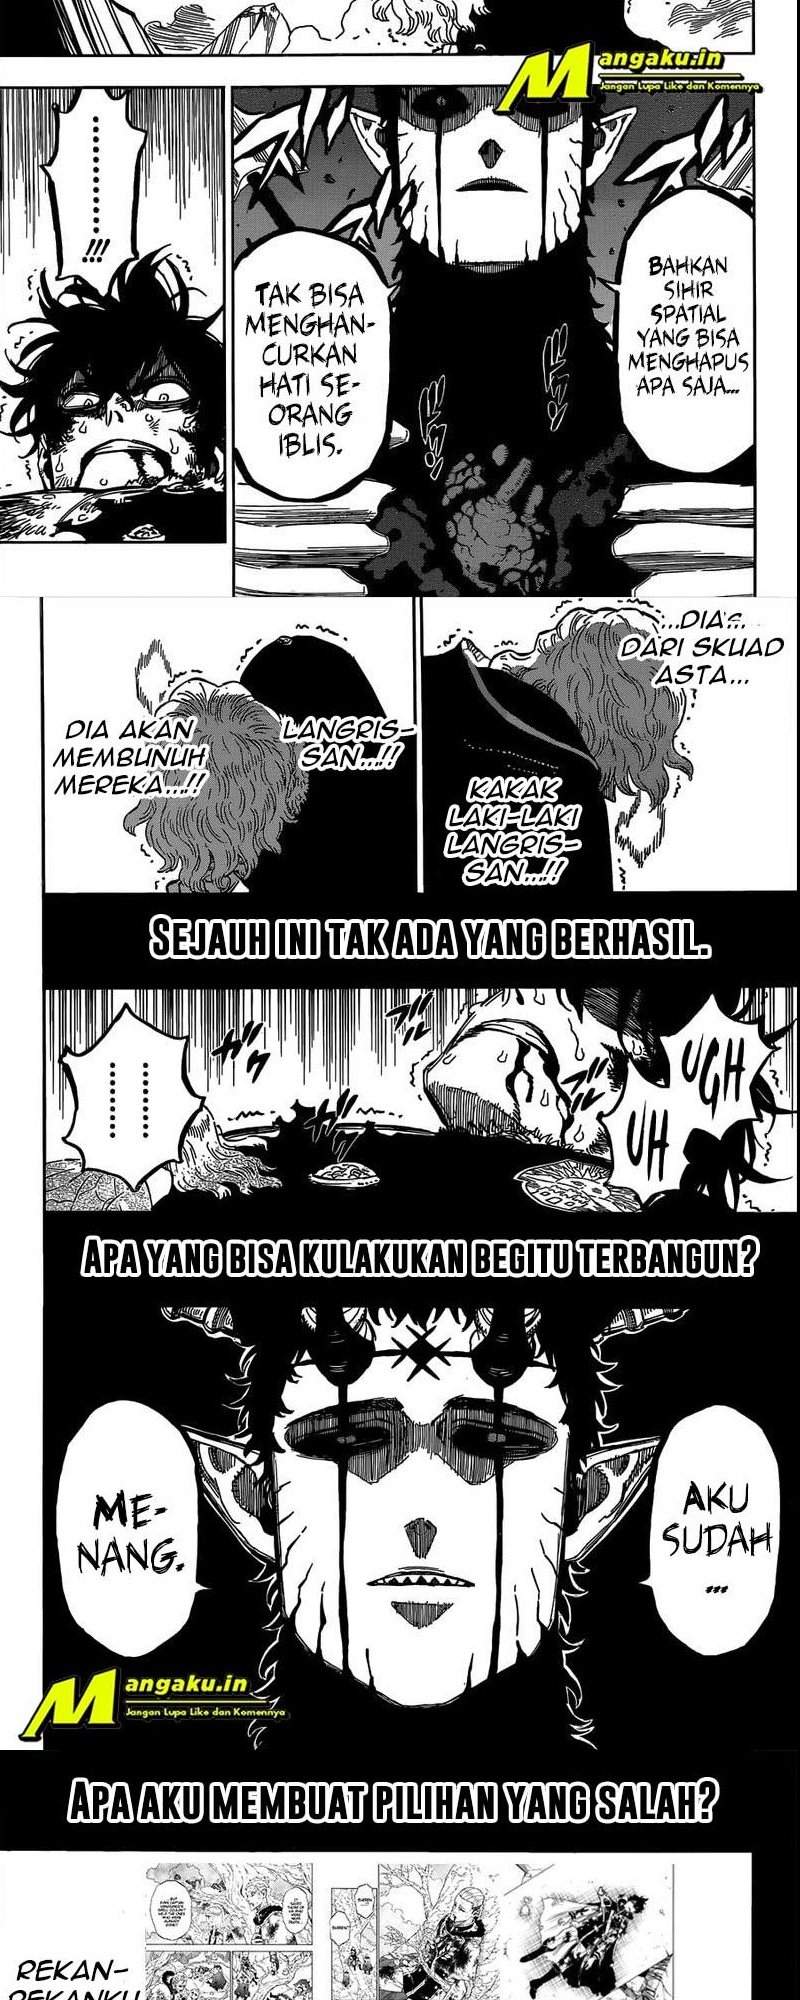 Mangaku.in
Jangan Lupa Like dan Komennya
BAHKAN
SIHIR
SPATIAL
YANG BISA
MENGHAPUS
APA SAJA...
TAK BISA
MENGHAN-
CURKAN
HATI SE-
ORANG
IBLIS.
..........!!!
...DIA...
DARI SKUAD
ASTA...
KAKAK
LAKI-LAKI
LANGRIS-
SAN...!!
LANGRIS-
SAN...!!
DIA AKAN
MEMBUNUH
MEREKA...!!
SEJAUH INI TAK ADA YANG BERHASIL.
UGH
UH
..........
APA YANG BISA KULAKUKAN BEGITU TERBANGUN?
AKU
SUDAH
...
ME-
NANG.
Mangaku.in
Jangan Lupa Like dan Komennya
APA AKU MEMBUAT PILIHAN YANG SALAH?
REKAN-
REKANKU